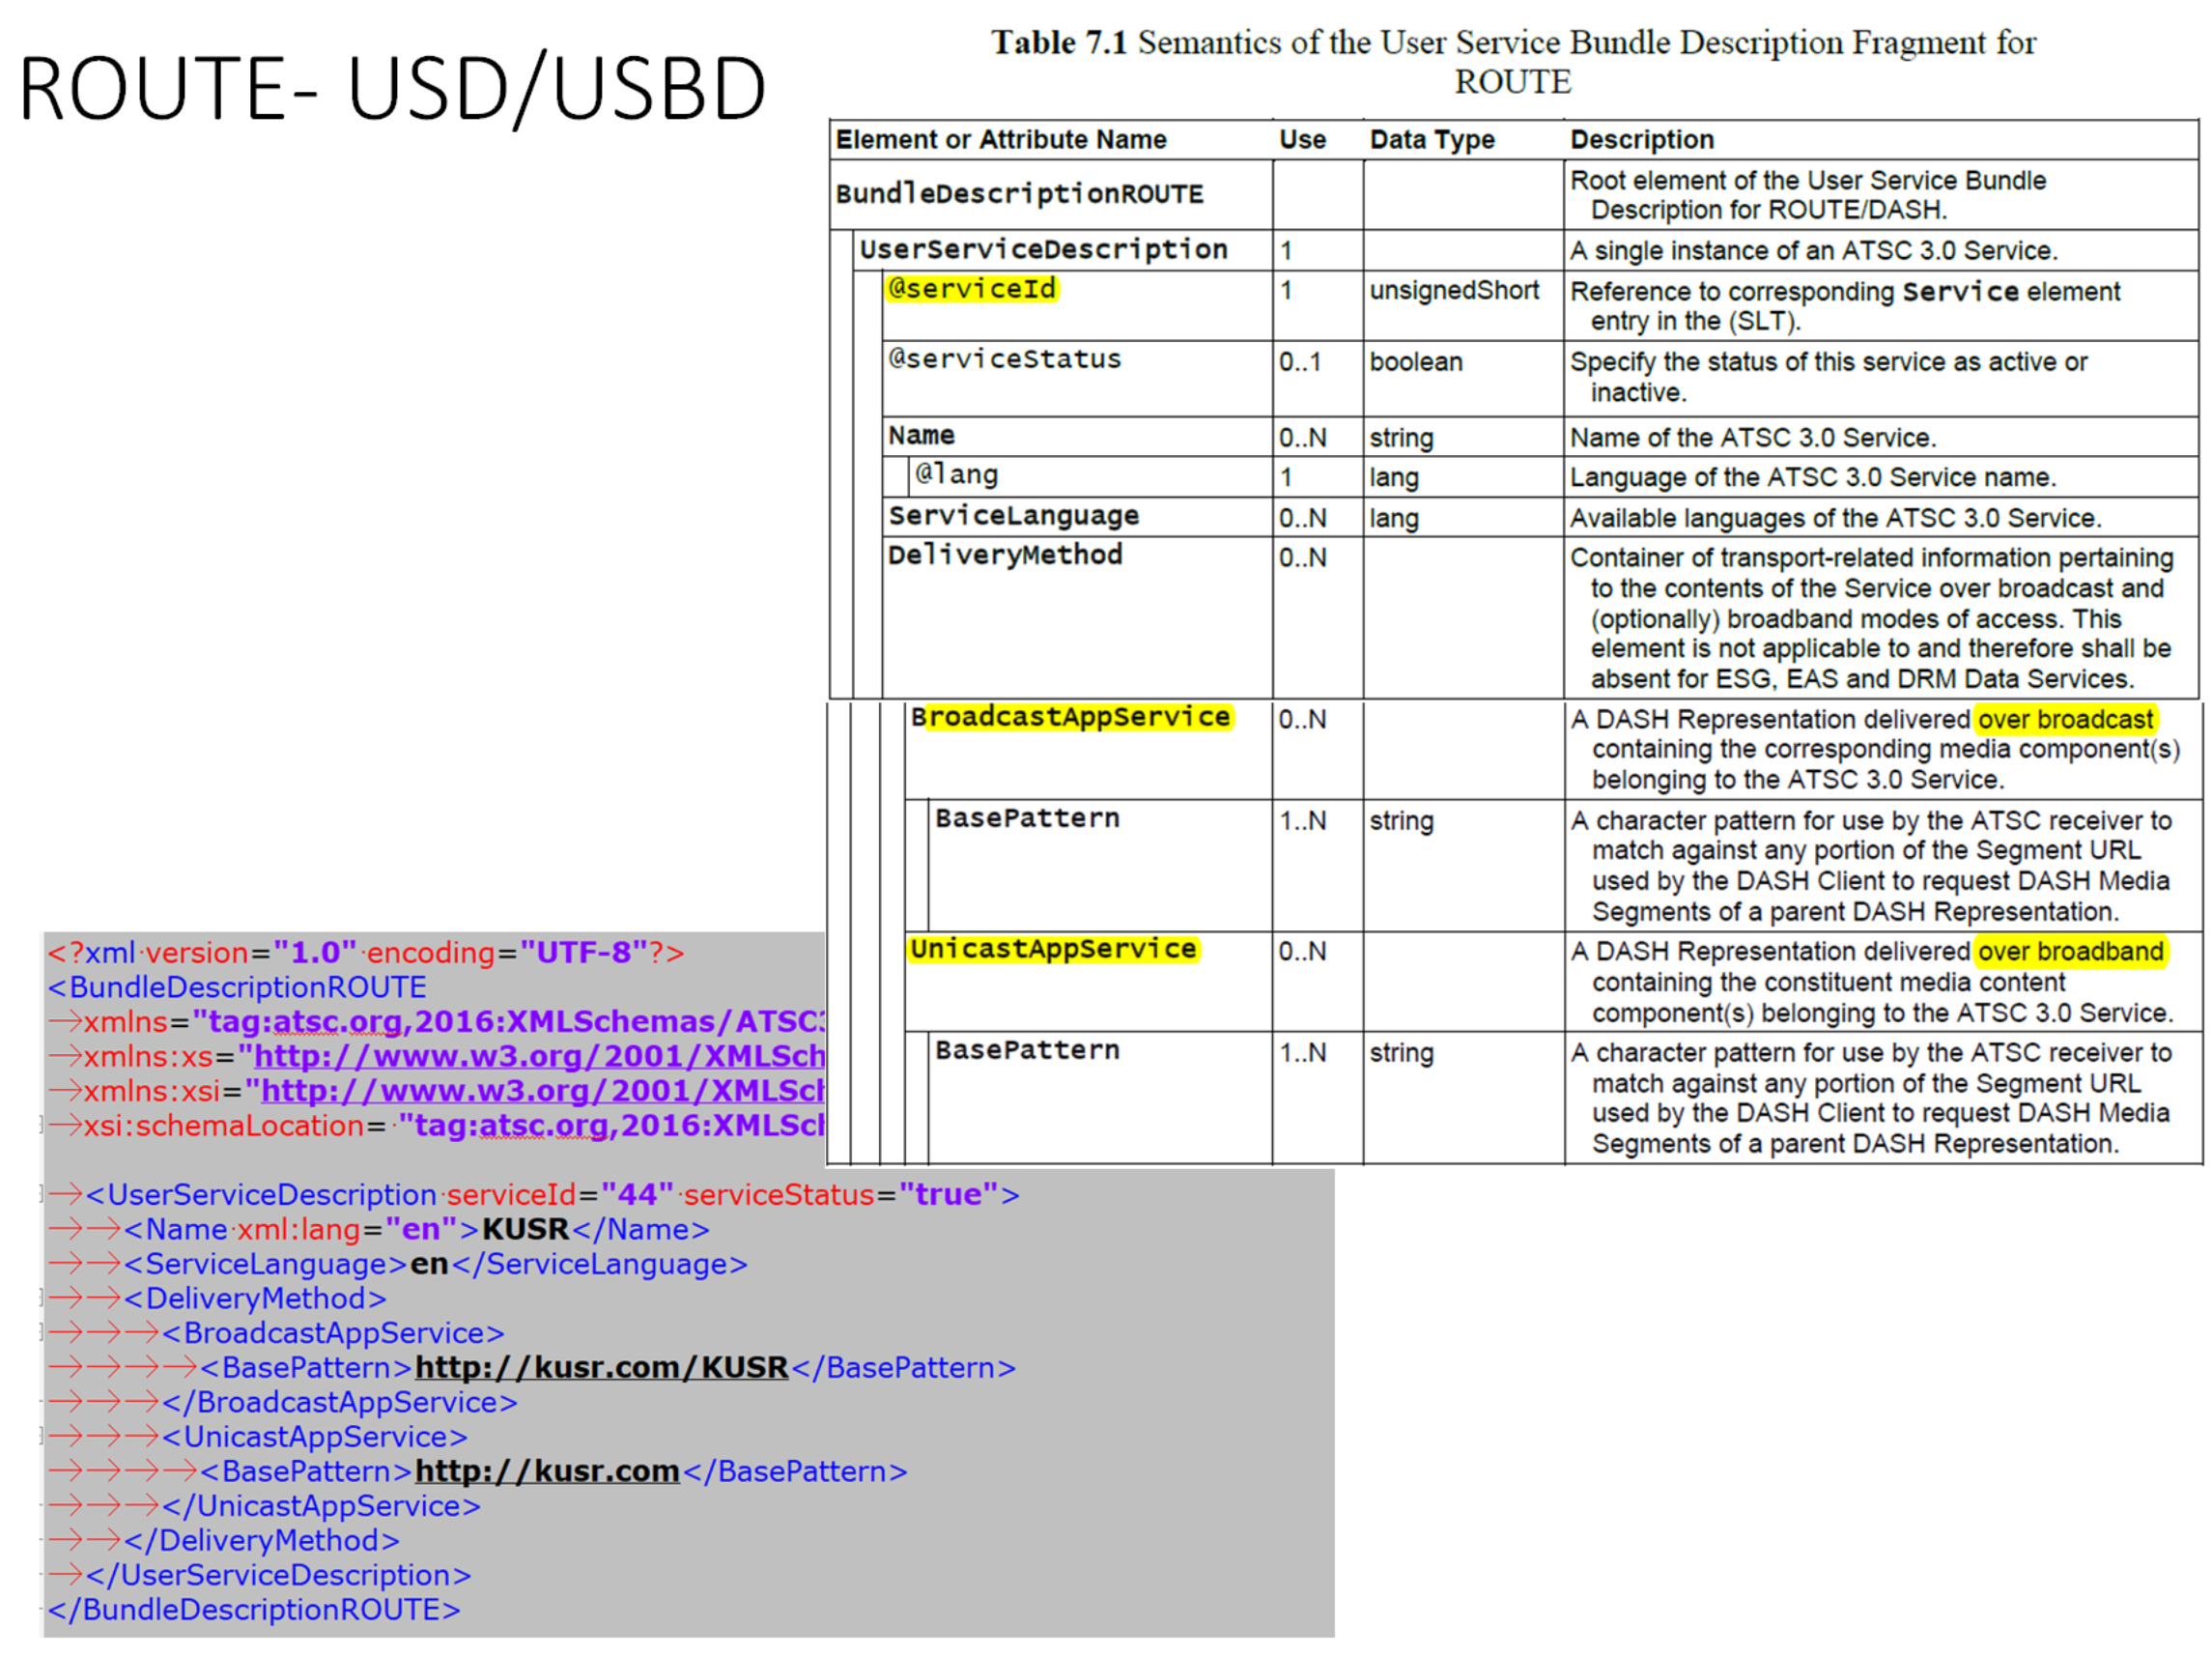 ROUTE- USD/USBD
Table 7.1 Semantics of the User Service Bundle Description Fragment for
ROUTE
Element or Attribute Name Use Data Type Description
BundleDescriptionROUTE Root element of the User Service Bundle
Description for ROUTE/DASH.
UserServiceDescription 1 A single instance of an ATSC 3.0 Service.
@serviceId 1 unsignedShort Reference to corresponding Service element
entry in the (SLT).
@serviceStatus 0..1 boolean Specify the status of this service as active or
inactive.
Name 0..N string Name of the ATSC 3.0 Service.
@lang 1 lang Language of the ATSC 3.0 Service name.
ServiceLanguage 0..N lang Available languages of the ATSC 3.0 Service.
DeliveryMethod 0..N Container of transport-related information pertaining
to the contents of the Service over broadcast and
(optionally) broadband modes of access. This
element is not applicable to and therefore shall be
absent for ESG, EAS and DRM Data Services.
BroadcastAppService 0..N A DASH Representation delivered over broadcast
containing the corresponding media component(s)
belonging to the ATSC 3.0 Service.
BasePattern 1..N string A character pattern for use by the ATSC receiver to
match against any portion of the Segment URL
used by the DASH Client to request DASH Media
Segments of a parent DASH Representation.
UnicastAppService 0..N A DASH Representation delivered over broadband
containing the constituent media content
component(s) belonging to the ATSC 3.0 Service.
BasePattern 1..N string A character pattern for use by the ATSC receiver to
match against any portion of the Segment URL
used by the DASH Client to request DASH Media
Segments of a parent DASH Representation.
<?xml version="1.0" encoding="UTF-8"?>
<BundleDescriptionROUTE
xmlns="tag:atsc.org,2016:XMLSchemas/ATSC3
xmlns:xs="http://www.w3.org/2001/XMLSch
xmlns:xsi="http://www.w3.org/2001/XMLSch
xsi:schemaLocation= "tag:atsc.org,2016:XMLSch
<UserServiceDescription serviceId="44" serviceStatus="true">
<Name xml:lang="en">KUSR</Name>
<ServiceLanguage>en</ServiceLanguage>
<DeliveryMethod>
<BroadcastAppService>
<BasePattern>http://kusr.com/KUSR</BasePattern>
</BroadcastAppService>
<UnicastAppService>
<BasePattern>http://kusr.com</BasePattern>
</UnicastAppService>
</DeliveryMethod>
</UserServiceDescription>
</BundleDescriptionROUTE>